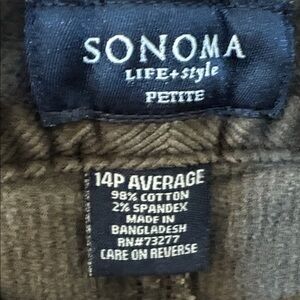 SONOMA
LIFE+style
PETITE
14P AVERAGE
98% COTTON
2% SPANDEX
MADE IN
BANGLADESH
RN#73277
CARE ON REVERSE